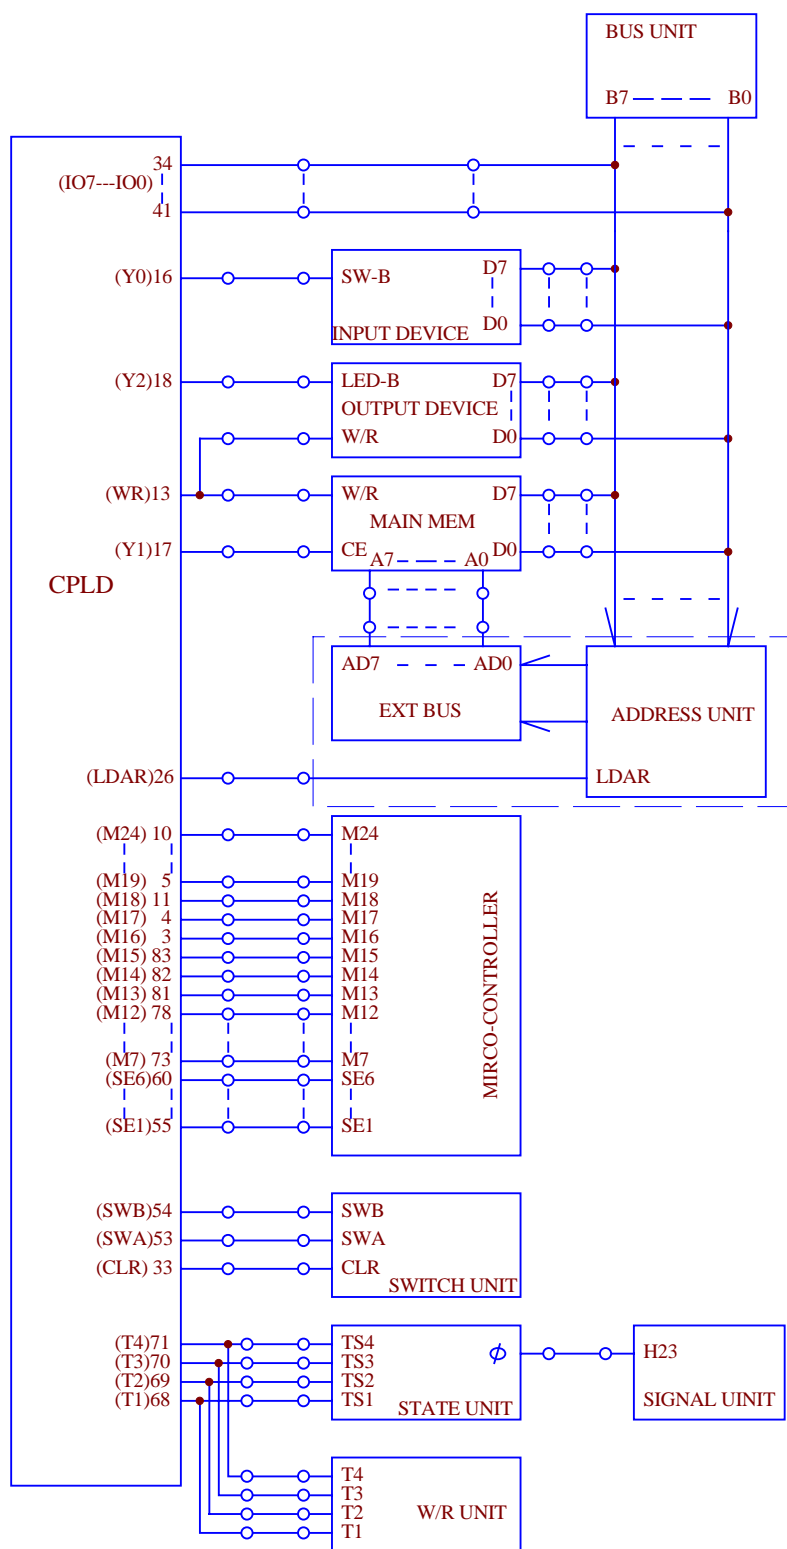 BUS UNIT
B7 B0
34
(IO7---IO0)
41
(Y0)16 SW-B D7
D0
INPUT DEVICE
(Y2)18 LED-B D7
OUTPUT DEVICE
W/R D0
(WR)13 W/R D7
MAIN MEM
(Y1)17 CE D0
A7 A0
CPLD
AD7 AD0
EXT BUS
ADDRESS UNIT
(LDAR)26 LDAR
(M24) 10 M24
(M19) 5 M19
(M18) 11 M18
(M17) 4 M17
(M16) 3 M16
(M15) 83 M15
(M14) 82 M14
(M13) 81 M13
(M12) 78 M12
(M7) 73 M7
(SE6)60 SE6
(SE1)55 SE1
MIRCO-CONTROLLER
(SWB)54 SWB
(SWA)53 SWA
(CLR) 33 CLR
SWITCH UNIT
(T4)71 TS4
(T3)70 TS3
(T2)69 TS2
(T1)68 TS1
ϕ
STATE UNIT
H23
SIGNAL UINIT
T4
T3
T2
T1
W/R UNIT